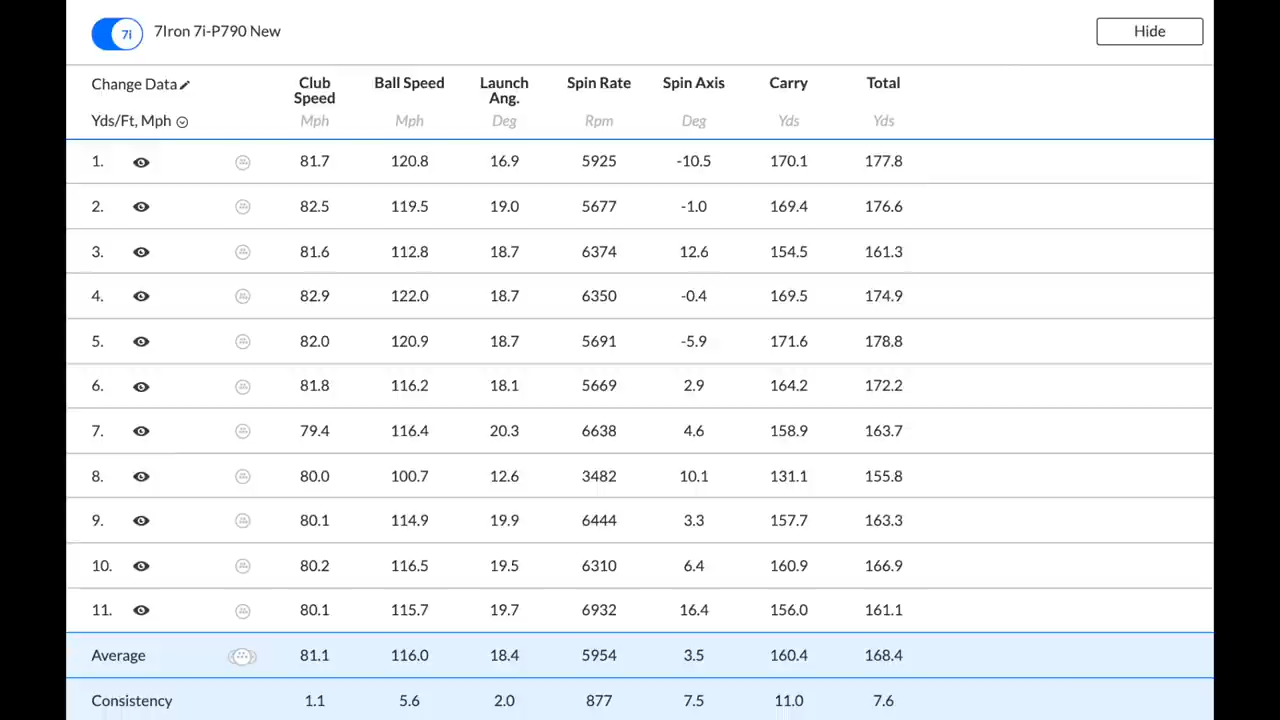 7i 7Iron 7i-P790 New Hide
Change Data Club Speed Ball Speed Launch Ang. Spin Rate Spin Axis Carry Total
Yds/Ft, Mph Mph Mph Deg Rpm Deg Yds Yds
1. 81.7 120.8 16.9 5925 -10.5 170.1 177.8
2. 82.5 119.5 19.0 5677 -1.0 169.4 176.6
3. 81.6 112.8 18.7 6374 12.6 154.5 161.3
4. 82.9 122.0 18.7 6350 -0.4 169.5 174.9
5. 82.0 120.9 18.7 5691 -5.9 171.6 178.8
6. 81.8 116.2 18.1 5669 2.9 164.2 172.2
7. 79.4 116.4 20.3 6638 4.6 158.9 163.7
8. 80.0 100.7 12.6 3482 10.1 131.1 155.8
9. 80.1 114.9 19.9 6444 3.3 157.7 163.3
10. 80.2 116.5 19.5 6310 6.4 160.9 166.9
11. 80.1 115.7 19.7 6932 16.4 156.0 161.1
Average 81.1 116.0 18.4 5954 3.5 160.4 168.4
Consistency 1.1 5.6 2.0 877 7.5 11.0 7.6